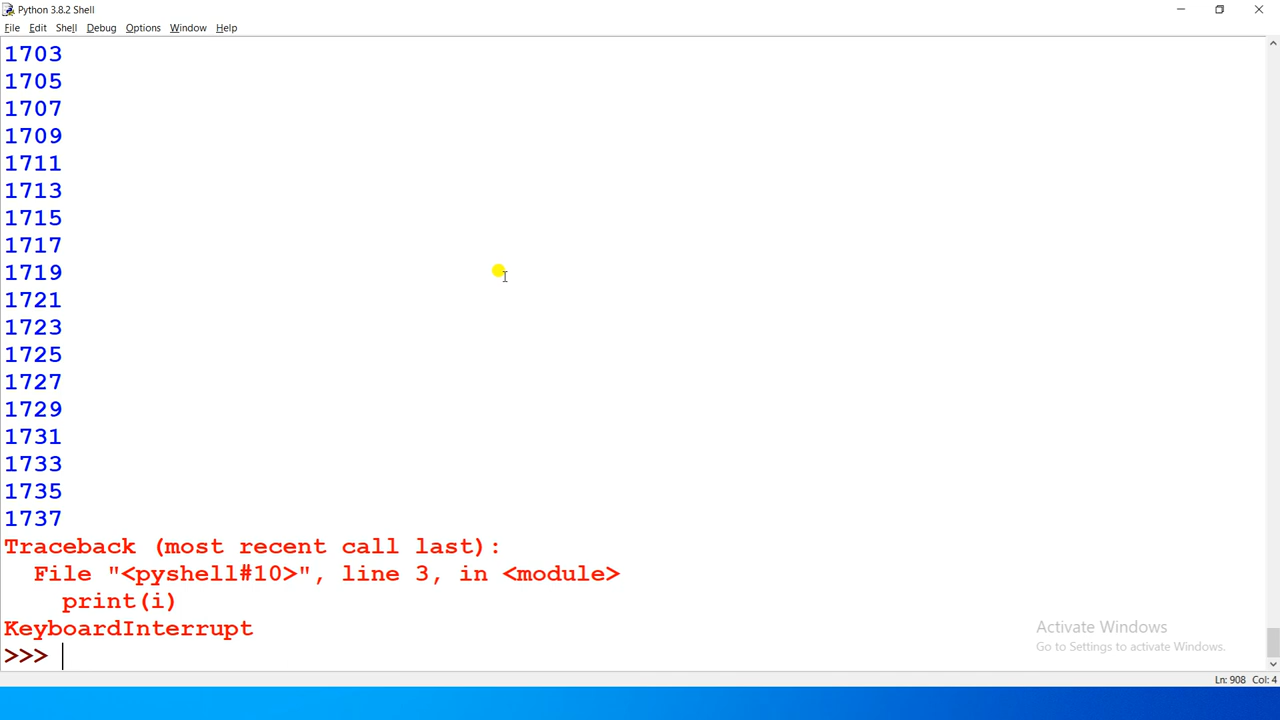 Python 3.8.2 Shell
File Edit Shell Debug Options Window Help
1703
1705
1707
1709
1711
1713
1715
1717
1719
1721
1723
1725
1727
1729
1731
1733
1735
1737
Traceback (most recent call last):
  File "<pyshell#10>", line 3, in <module>
    print(i)
KeyboardInterrupt
>>>
Activate Windows
Go to Settings to activate Windows.
Ln: 908 Col: 4